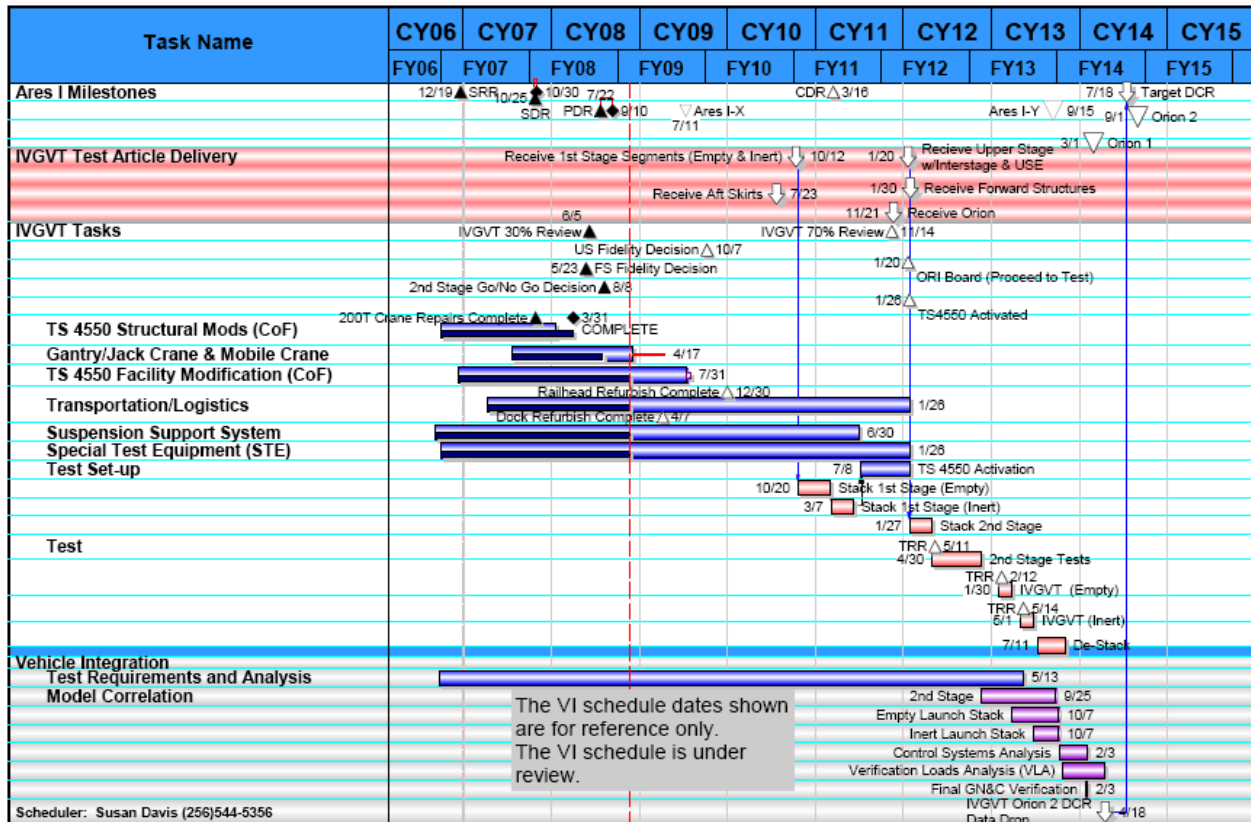 Task Name
CY06 CY07 CY08 CY09 CY10 CY11 CY12 CY13 CY14 CY15
FY06 FY07 FY08 FY09 FY10 FY11 FY12 FY13 FY14 FY15
Ares I Milestones
12/19 SRR
10/25
SDR
10/30
7/22
PDR
9/10
Ares I-X
7/11
CDR 3/16
Ares I-Y 9/15
7/18 Target DCR
9/1 Orion 2
3/1 Orion 1
IVGVT Test Article Delivery
Receive 1st Stage Segments (Empty & Inert) 10/12
1/20 Recieve Upper Stage
w/Interstage & USE
Receive Aft Skirts 7/23
1/30 Receive Forward Structures
11/21 Receive Orion
IVGVT Tasks
6/5
IVGVT 30% Review
IVGVT 70% Review 11/14
US Fidelity Decision 10/7
5/23 FS Fidelity Decision
1/20
ORI Board (Proceed to Test)
2nd Stage Go/No Go Decision 8/8
1/26
TS4550 Activated
200T Crane Repairs Complete 3/31
TS 4550 Structural Mods (CoF) COMPLETE
Gantry/Jack Crane & Mobile Crane 4/17
TS 4550 Facility Modification (CoF) 7/31
Railhead Refurbish Complete 12/30
Transportation/Logistics 1/26
Dock Refurbish Complete 4/7
Suspension Support System 6/30
Special Test Equipment (STE) 1/26
Test Set-up 7/8 TS 4550 Activation
10/20 Stack 1st Stage (Empty)
3/7 Stack 1st Stage (Inert)
1/27 Stack 2nd Stage
Test TRR 5/11
4/30 2nd Stage Tests
TRR 2/12
1/30 IVGVT (Empty)
TRR 5/14
5/1 IVGVT (Inert)
7/11 De-Stack
Vehicle Integration
Test Requirements and Analysis 5/13
Model Correlation 2nd Stage 9/25
The VI schedule dates shown
are for reference only.
The VI schedule is under
review.
Empty Launch Stack 10/7
Inert Launch Stack 10/7
Control Systems Analysis 2/3
Verification Loads Analysis (VLA)
Final GN&C Verification 2/3
IVGVT Orion 2 DCR
Data Drop 4/18
Scheduler: Susan Davis (256)544-5356